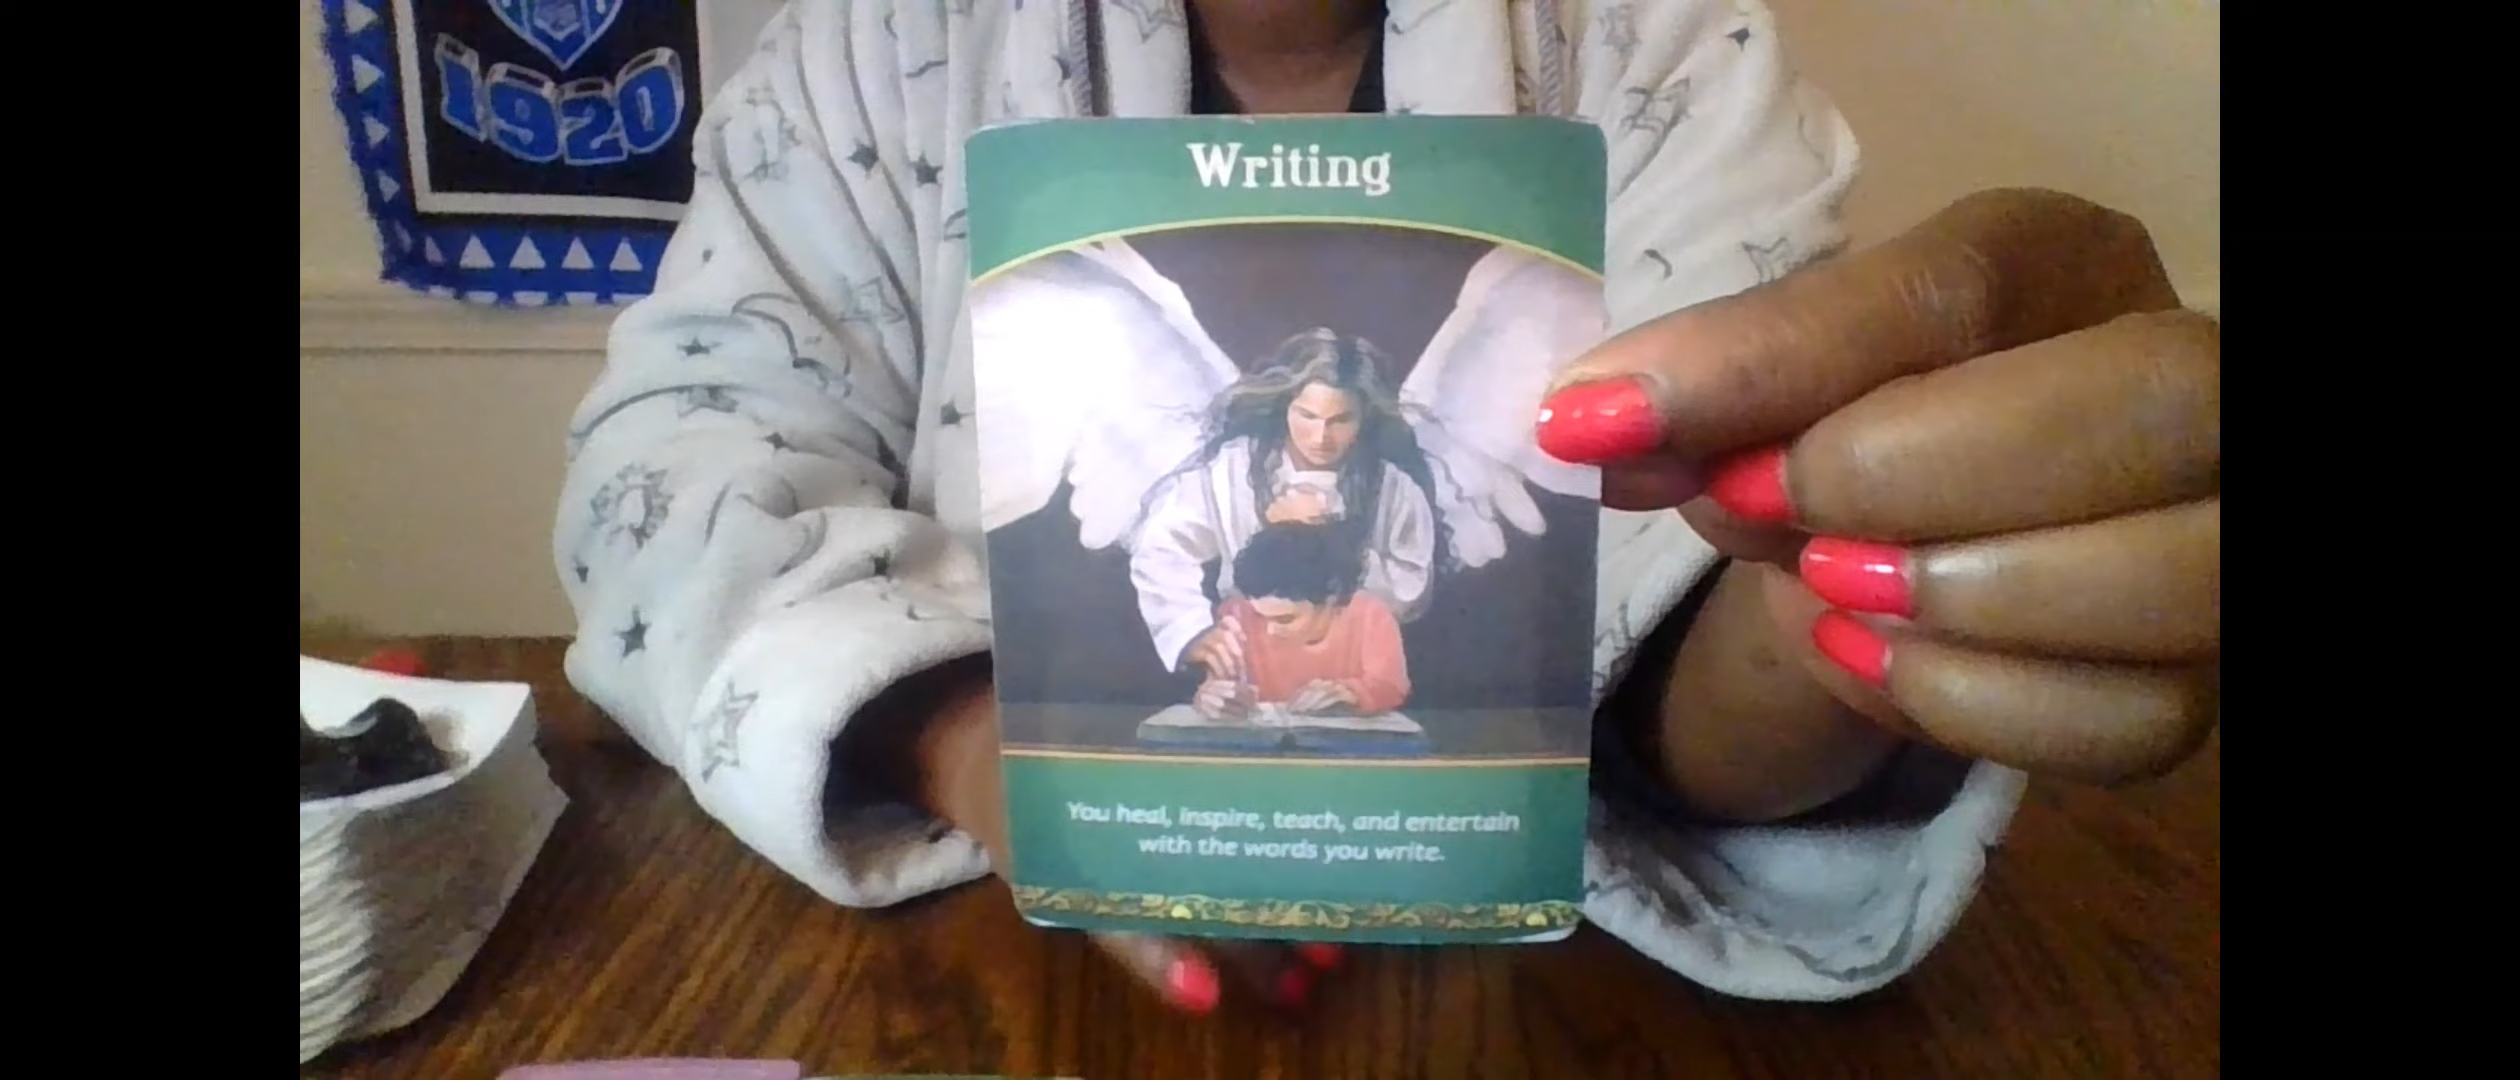 1920
Writing
You heal, inspire, teach, and entertain
with the words you write.